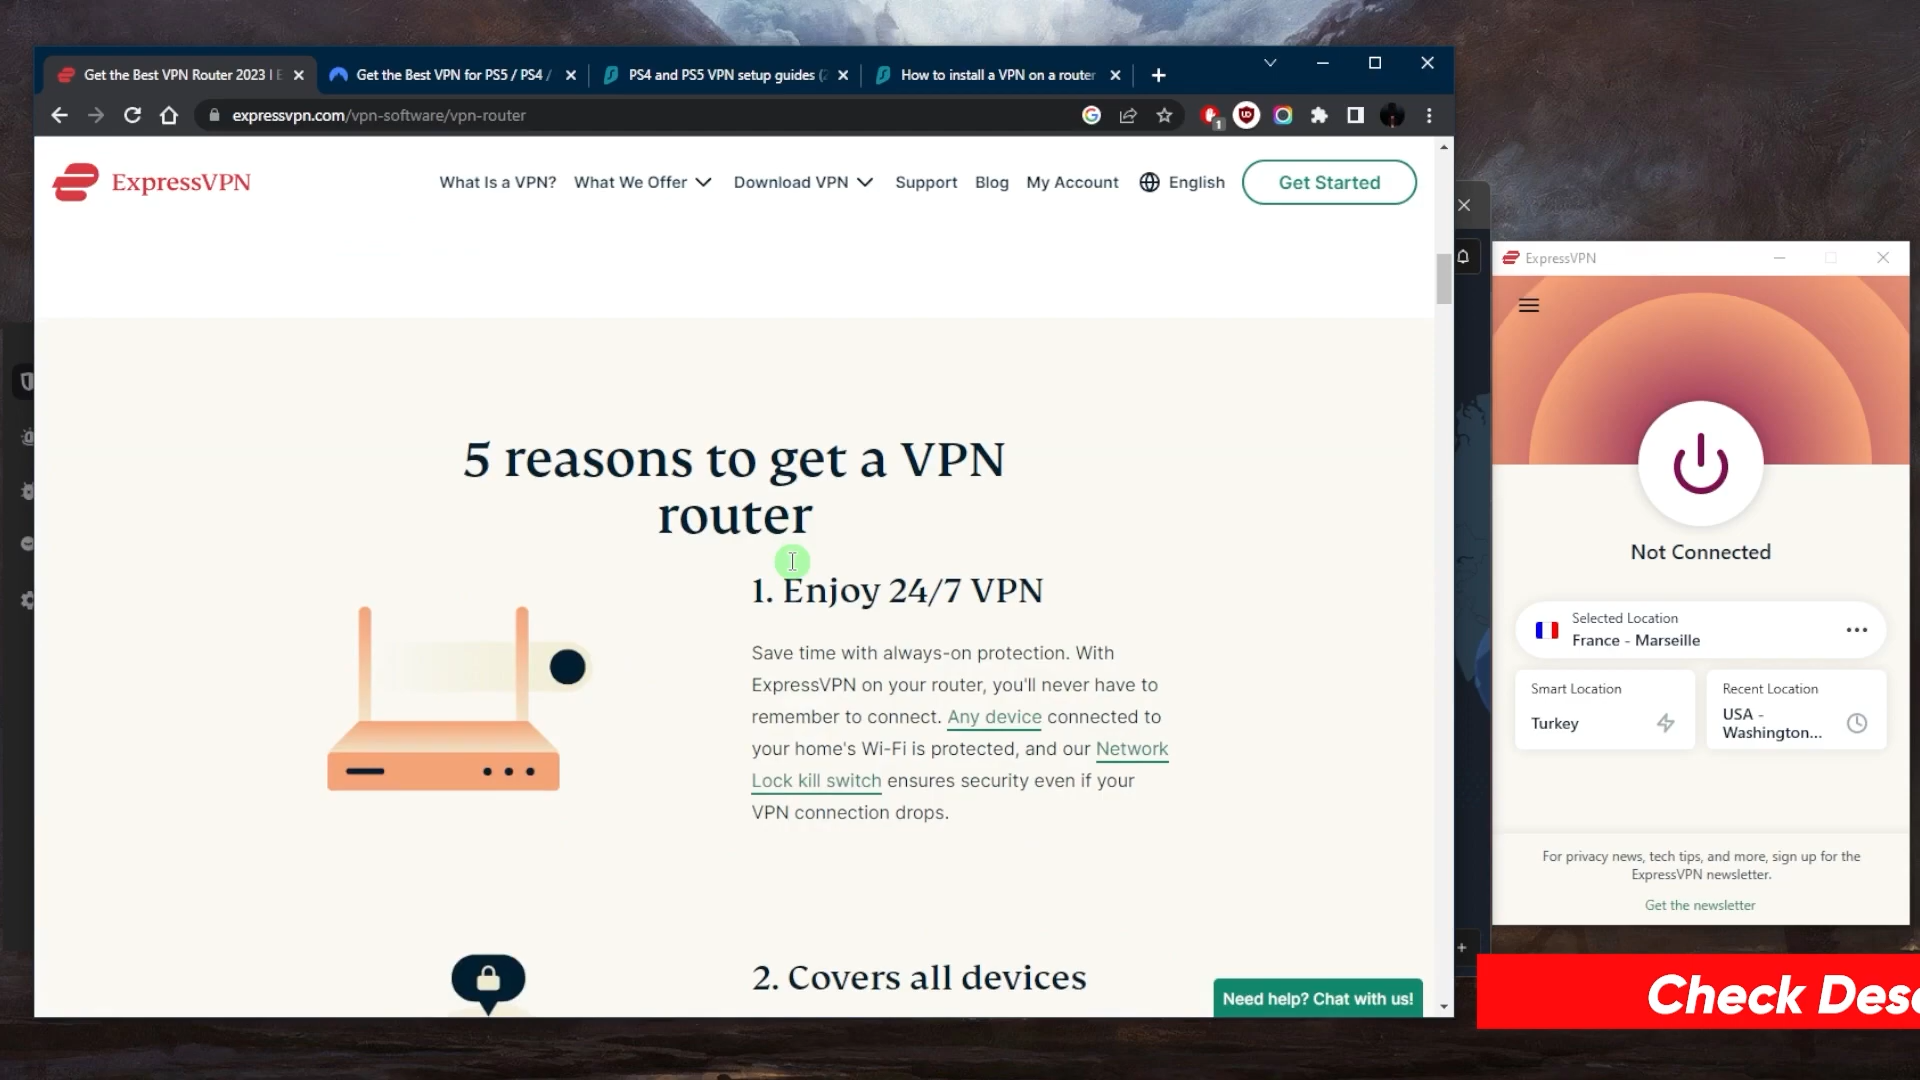 Get the Best VPN Router 2023 | E
Get the Best VPN for PS5 / PS4 /
PS4 and PS5 VPN setup guides (
How to install a VPN on a router
expressvpn.com/vpn-software/vpn-router
1
ExpressVPN
What Is a VPN?
What We Offer
Download VPN
Support
Blog
My Account
English
Get Started
5 reasons to get a VPN
router
1. Enjoy 24/7 VPN
Save time with always-on protection. With
ExpressVPN on your router, you'll never have to
remember to connect. Any device connected to
your home's Wi-Fi is protected, and our Network
Lock kill switch ensures security even if your
VPN connection drops.
2. Covers all devices
Need help? Chat with us!
ExpressVPN
Not Connected
Selected Location
France - Marseille
Smart Location
Turkey
Recent Location
USA -
Washington...
For privacy news, tech tips, and more, sign up for the
ExpressVPN newsletter.
Get the newsletter
Check Desc